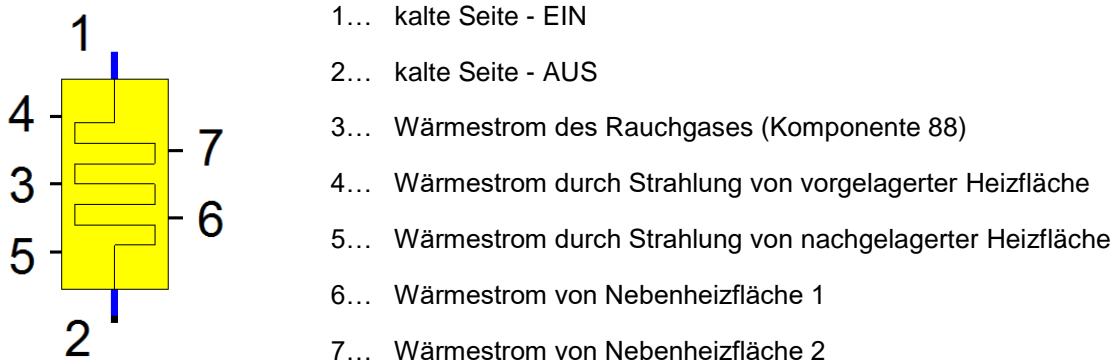 1
4
3
5
7
6
2
1… kalte Seite - EIN
2… kalte Seite - AUS
3… Wärmestrom des Rauchgases (Komponente 88)
4… Wärmestrom durch Strahlung von vorgelagerter Heizfläche
5… Wärmestrom durch Strahlung von nachgelagerter Heizfläche
6… Wärmestrom von Nebenheizfläche 1
7… Wärmestrom von Nebenheizfläche 2